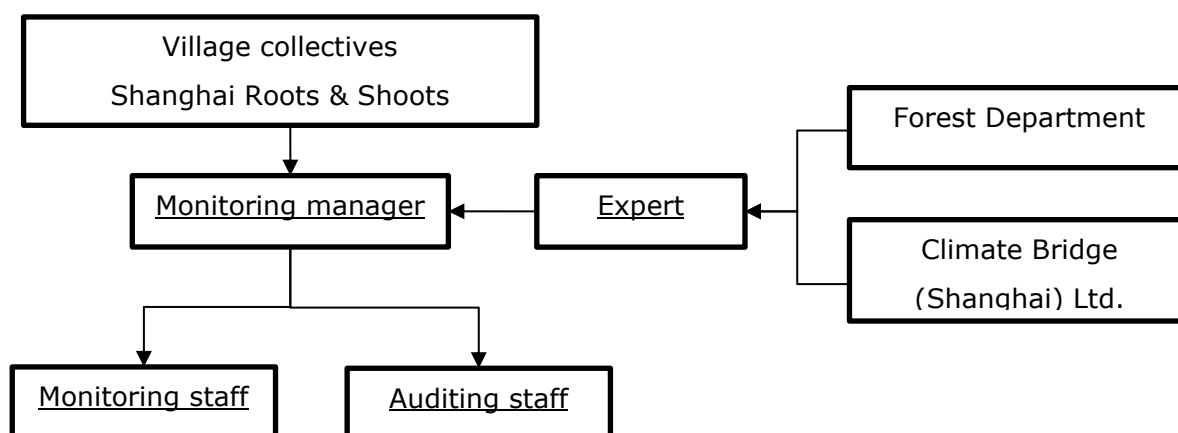 Village collectives
Shanghai Roots & Shoots
Forest Department
Monitoring manager
Expert
Climate Bridge
(Shanghai) Ltd.
Monitoring staff
Auditing staff